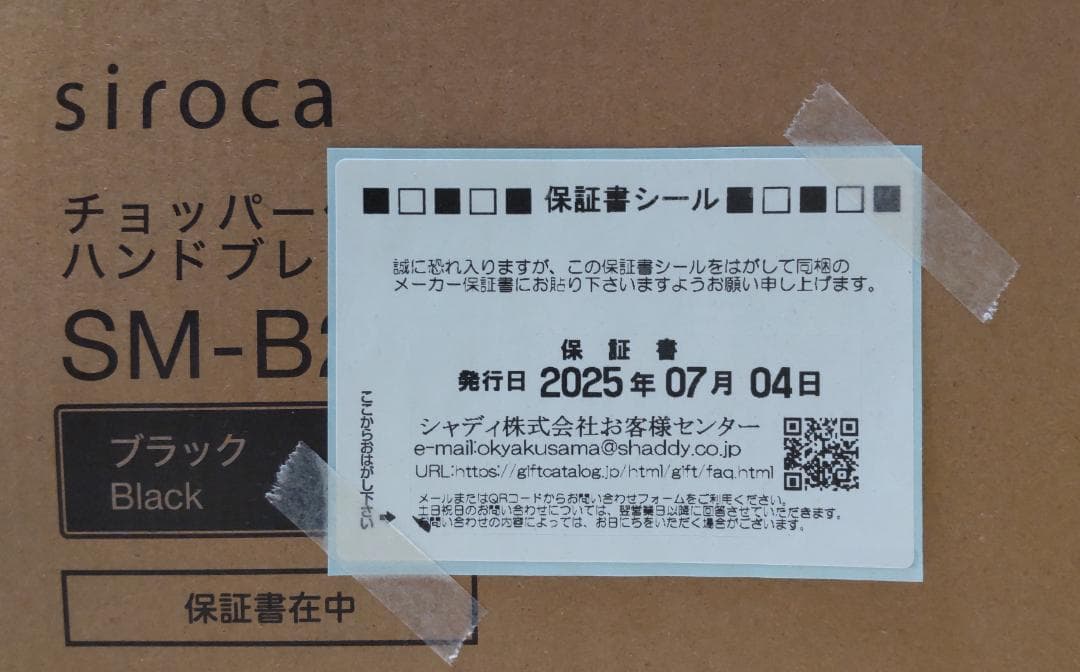 siroca
チョッパー
ハンドブレ
SM-B
ブラック
Black
保証書在中
■□■□■ 保証書シール ■□■□■
誠に恐れ入りますが、この保証書シールをはがして同梱の
メーカー保証書にお貼り下さいますようお願い申し上げます。
保 証 書
発行日 2025年 07月 04日
シャディ株式会社お客様センター
e-mail:okyakusama@shaddy.co.jp
URL:https://giftcatalog.jp/html/gift/faq.html
メールまたはQRコードからお問い合わせフォームをご利用ください。
土日祝日のお問い合わせについては、翌営業日以降に回答させていただきます。
お問い合わせの内容によっては、お日にちをいただく場合がございます。
ここからおはがし下さい➡